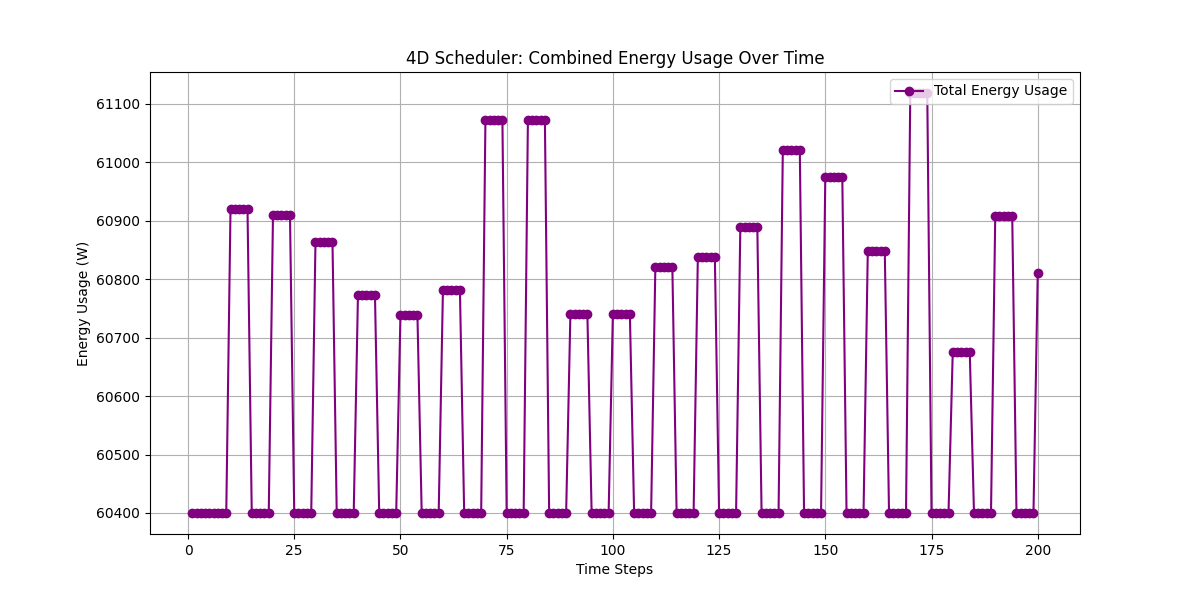 4D Scheduler: Combined Energy Usage Over Time
Total Energy Usage
61100
61000
60900
60800
60700
60600
60500
60400
Energy Usage (W)
0 25 50 75 100 125 150 175 200
Time Steps